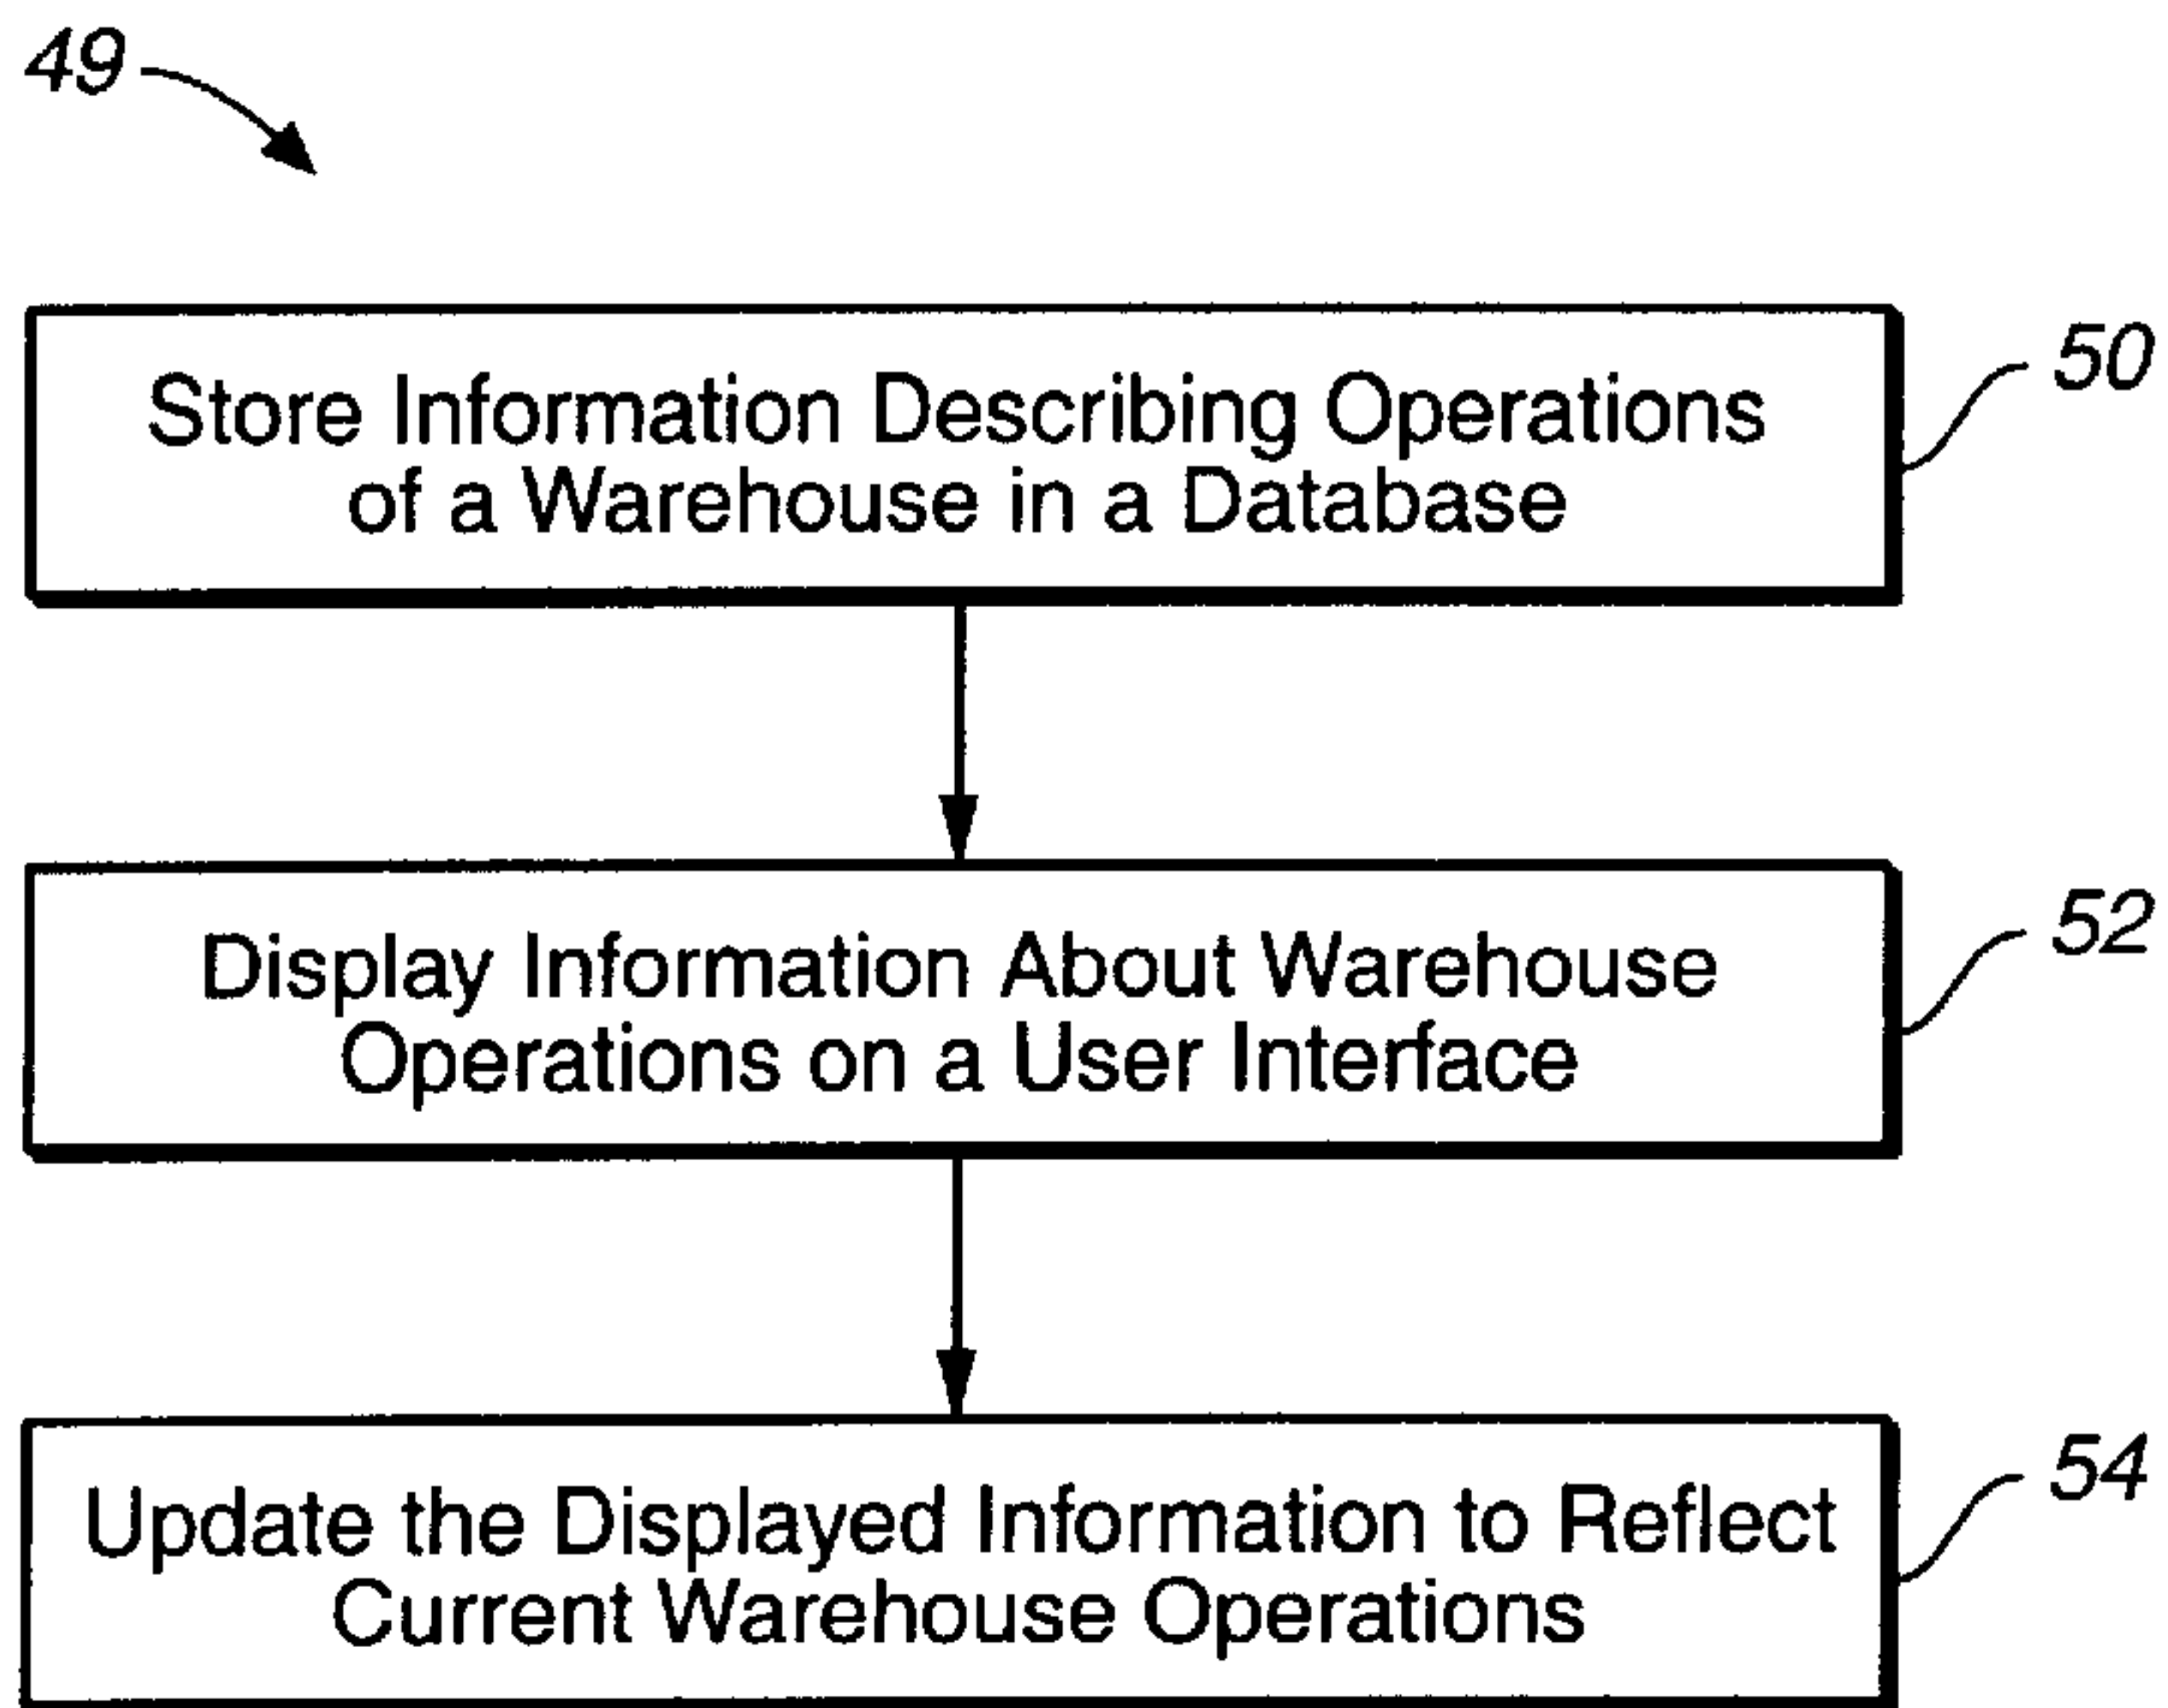 49
Store Information Describing Operations
of a Warehouse in a Database
50
Display Information About Warehouse
Operations on a User Interface
52
Update the Displayed Information to Reflect
Current Warehouse Operations
54